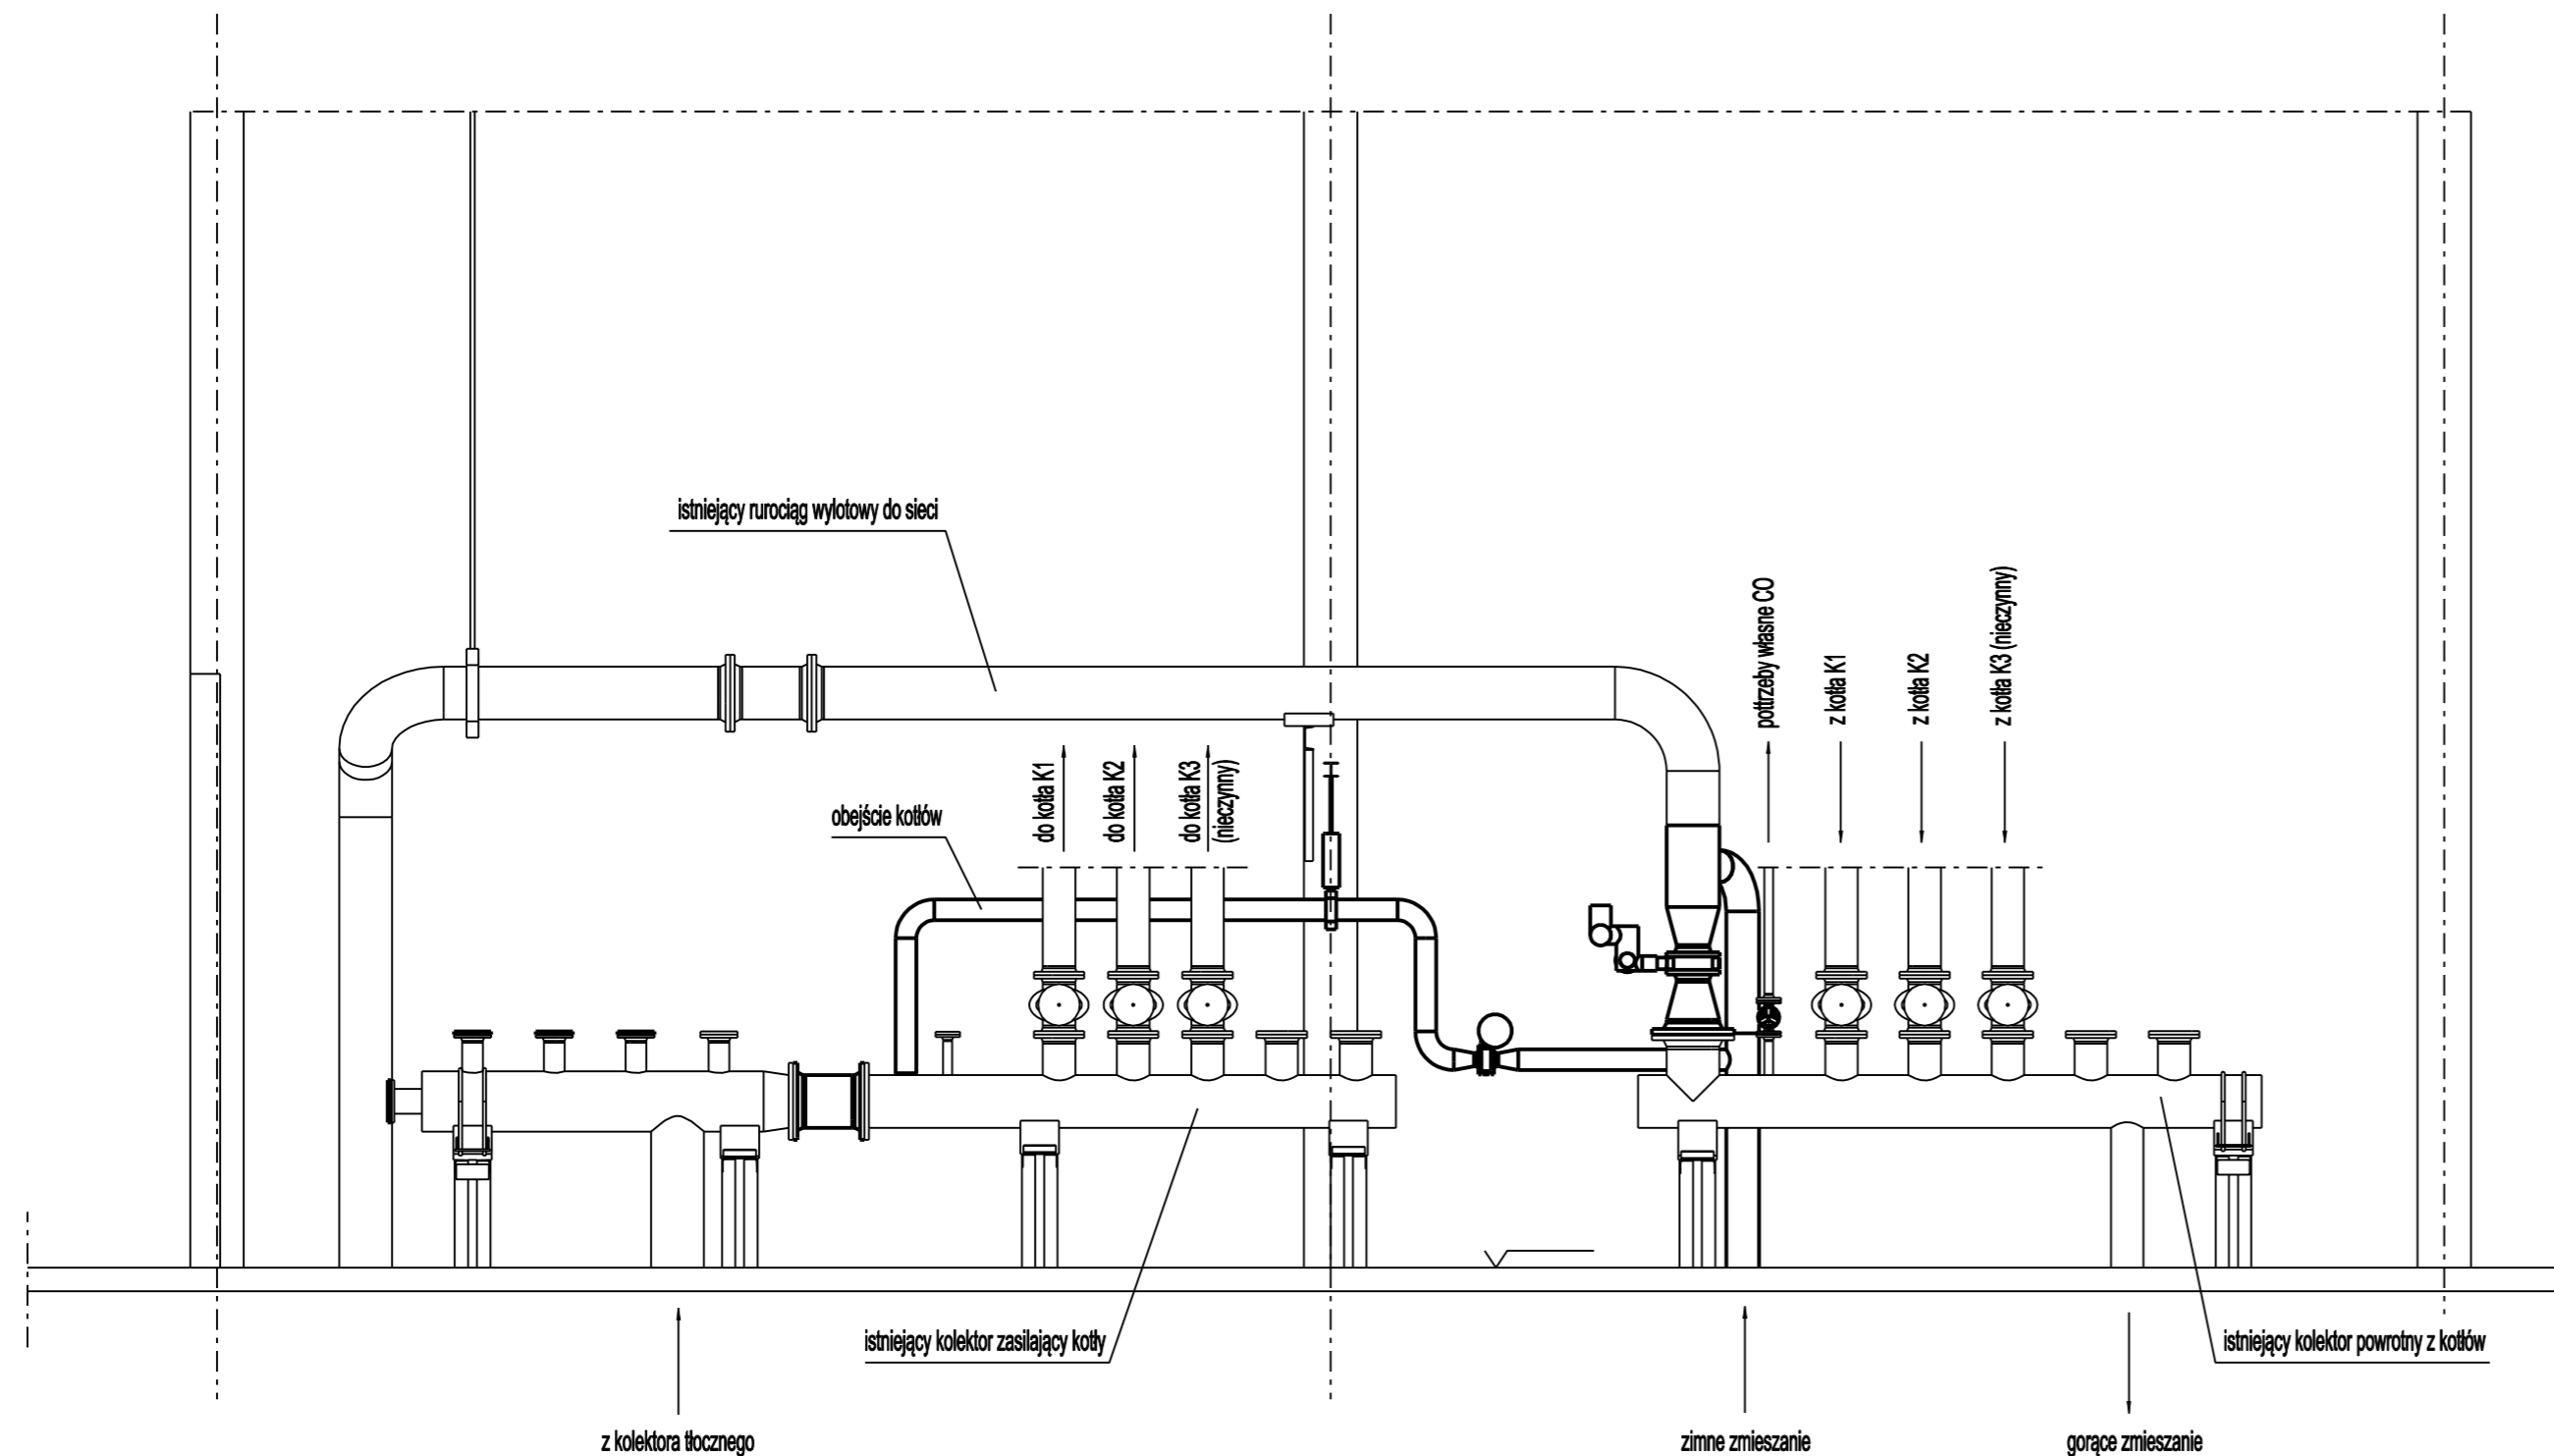 istniejący rurociąg wylotowy do sieci
pottrzeby własne CO
z kotła K1
z kotła K2
z kotła K3 (nieczynny)
obejście kotłów
do kotła K1
do kotła K2
do kotła K3
(nieczynny)
istniejący kolektor zasilający kotły
istniejący kolektor powrotny z kotłów
z kolektora tłocznego
zimne zmieszanie
gorące zmieszanie